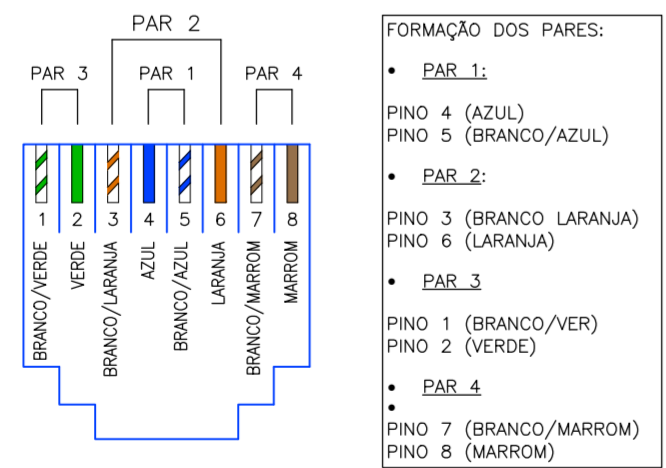 PAR 2
PAR 3
PAR 1
PAR 4
1
2
3
4
5
6
7
8
BRANCO/VERDE
VERDE
BRANCO/LARANJA
AZUL
BRANCO/AZUL
LARANJA
BRANCO/MARROM
MARROM
FORMAÇÃO DOS PARES:
• PAR 1:
PINO 4 (AZUL)
PINO 5 (BRANCO/AZUL)
• PAR 2:
PINO 3 (BRANCO LARANJA)
PINO 6 (LARANJA)
• PAR 3
PINO 1 (BRANCO/VER)
PINO 2 (VERDE)
• PAR 4
•
PINO 7 (BRANCO/MARROM)
PINO 8 (MARROM)